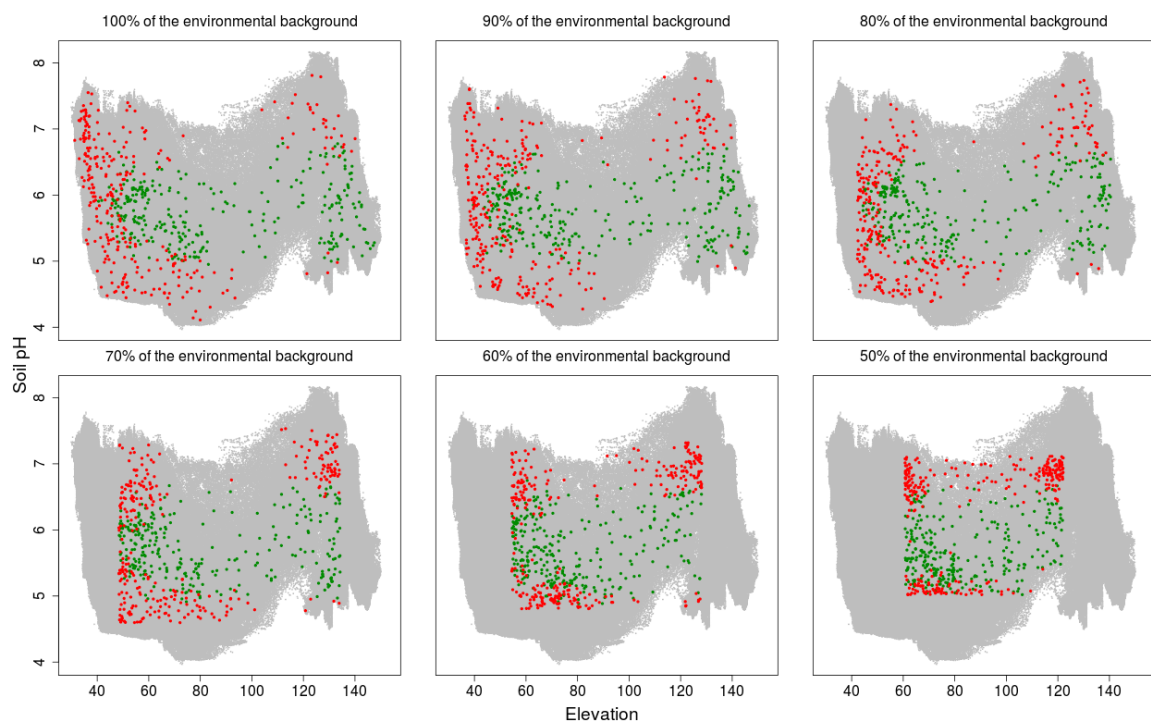 100% of the environmental background
90% of the environmental background
80% of the environmental background
8
7
6
5
4
Soil pH
70% of the environmental background
60% of the environmental background
50% of the environmental background
8
7
6
5
4
40 60 80 100 120 140
40 60 80 100 120 140
40 60 80 100 120 140
Elevation